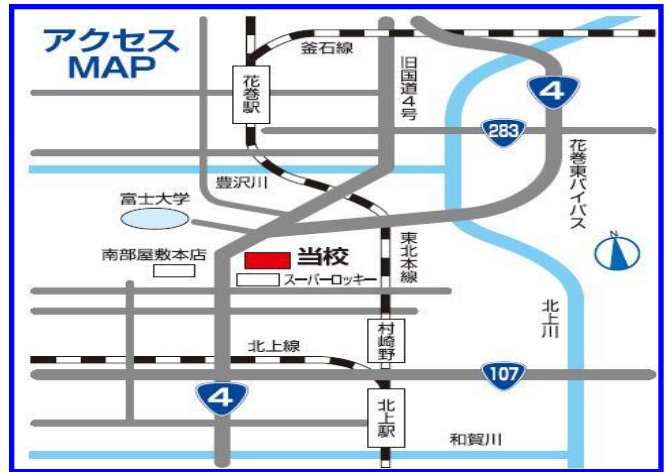 アクセス
MAP
釜石線
花巻駅
旧国道4号
4
283
花巻東バイパス
豊沢川
富士大学
南部屋敷本店
当校
スーパーロッキー
東北本線
N
北上川
村崎野
北上線
107
4
北上駅
和賀川